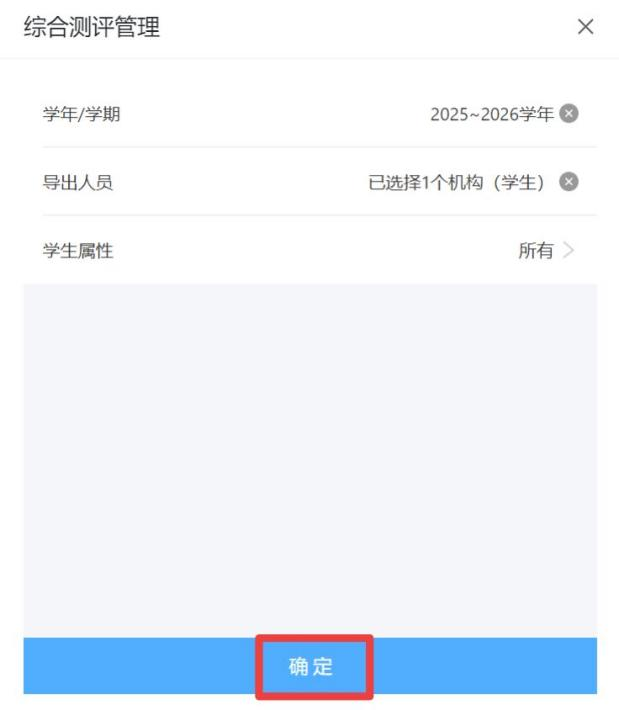 综合测评管理
学年/学期 2025~2026学年
导出人员 已选择1个机构（学生）
学生属性 所有
确定